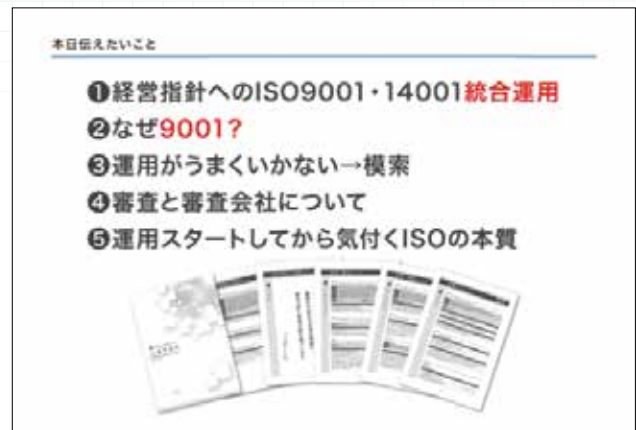 本日伝えたいこと
❶経営指針へのISO9001・14001統合運用
❷なぜ9001?
❸運用がうまくいかない→模索
❹審査と審査会社について
❺運用スタートしてから気付くISOの本質